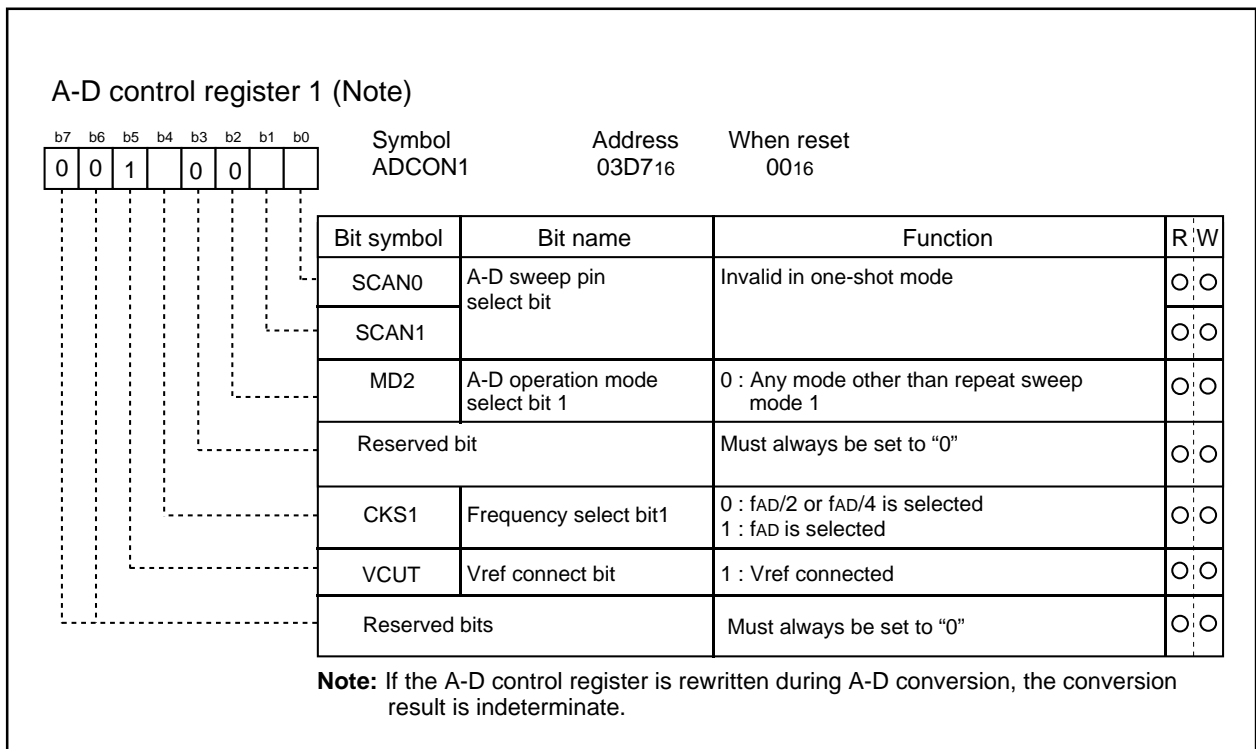 A-D control register 1 (Note)
b7 b6 b5 b4 b3 b2 b1 b0
Symbol Address When reset
0 0 1 0 0
ADCON1 03D716 0016
Bit symbol Bit name Function R W
SCAN0 A-D sweep pin Invalid in one-shot mode
select bit
SCAN1
MD2 A-D operation mode 0 : Any mode other than repeat sweep
select bit 1 mode 1
Reserved bit Must always be set to “0”
CKS1 Frequency select bit1 0 : fAD/2 or fAD/4 is selected
1 : fAD is selected
VCUT Vref connect bit 1 : Vref connected
Reserved bits Must always be set to “0”
Note: If the A-D control register is rewritten during A-D conversion, the conversion
result is indeterminate.